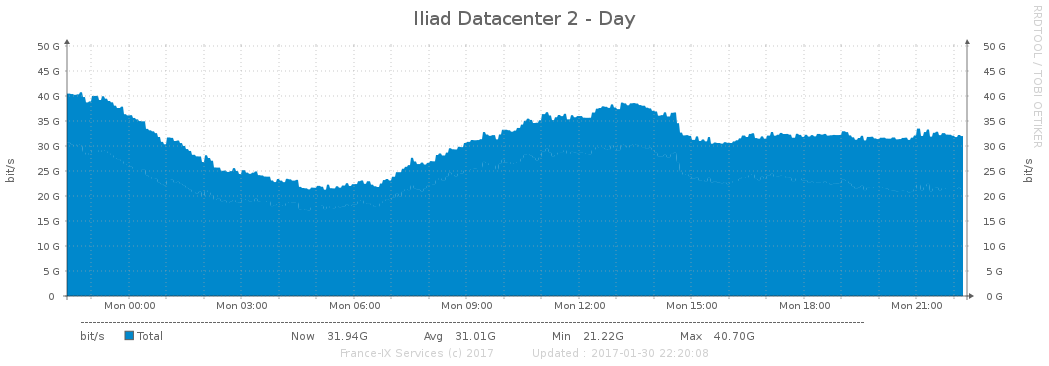 Iliad Datacenter 2 - Day
RRDTOOL / TOBI OETIKER
50 G 50 G
45 G 45 G
40 G 40 G
35 G 35 G
30 G 30 G
25 G 25 G
20 G 20 G
15 G 15 G
10 G 10 G
5 G 5 G
0 0 G
bit/s
bit/s
Mon 00:00 Mon 03:00 Mon 06:00 Mon 09:00 Mon 12:00 Mon 15:00 Mon 18:00 Mon 21:00
bit/s Total Now 31.94G Avg 31.01G Min 21.22G Max 40.70G
France-IX Services (c) 2017 Updated : 2017-01-30 22:20:08